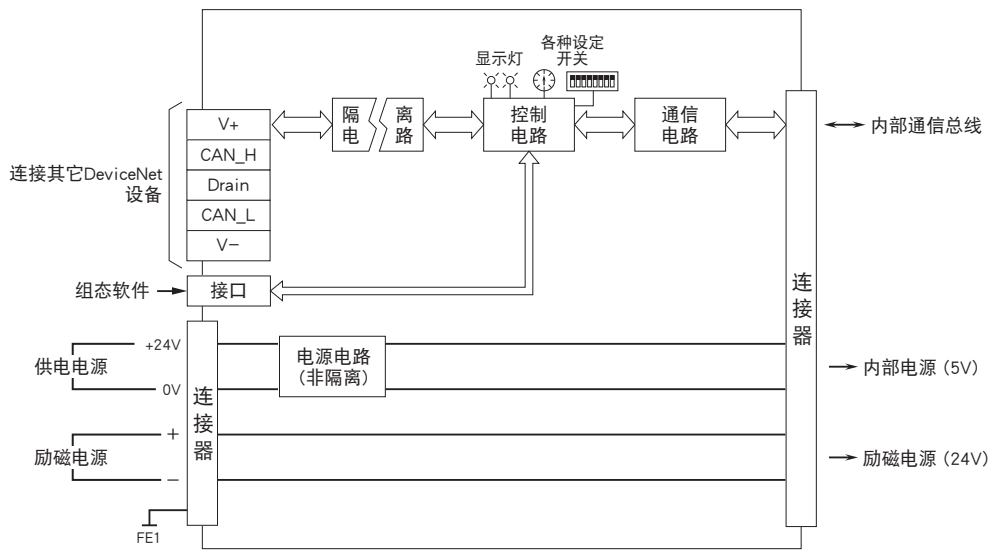 各种设定
开关
显示灯
V+
隔 离
电 路
控制
电路
通信
电路
内部通信总线
CAN_H
连接其它DeviceNet
设备
Drain
CAN_L
V−
组态软件
接口
连接器
+24V
供电电源
0V
电源电路
(非隔离)
内部电源 (5V)
连接器
+
励磁电源
−
励磁电源 (24V)
FE1